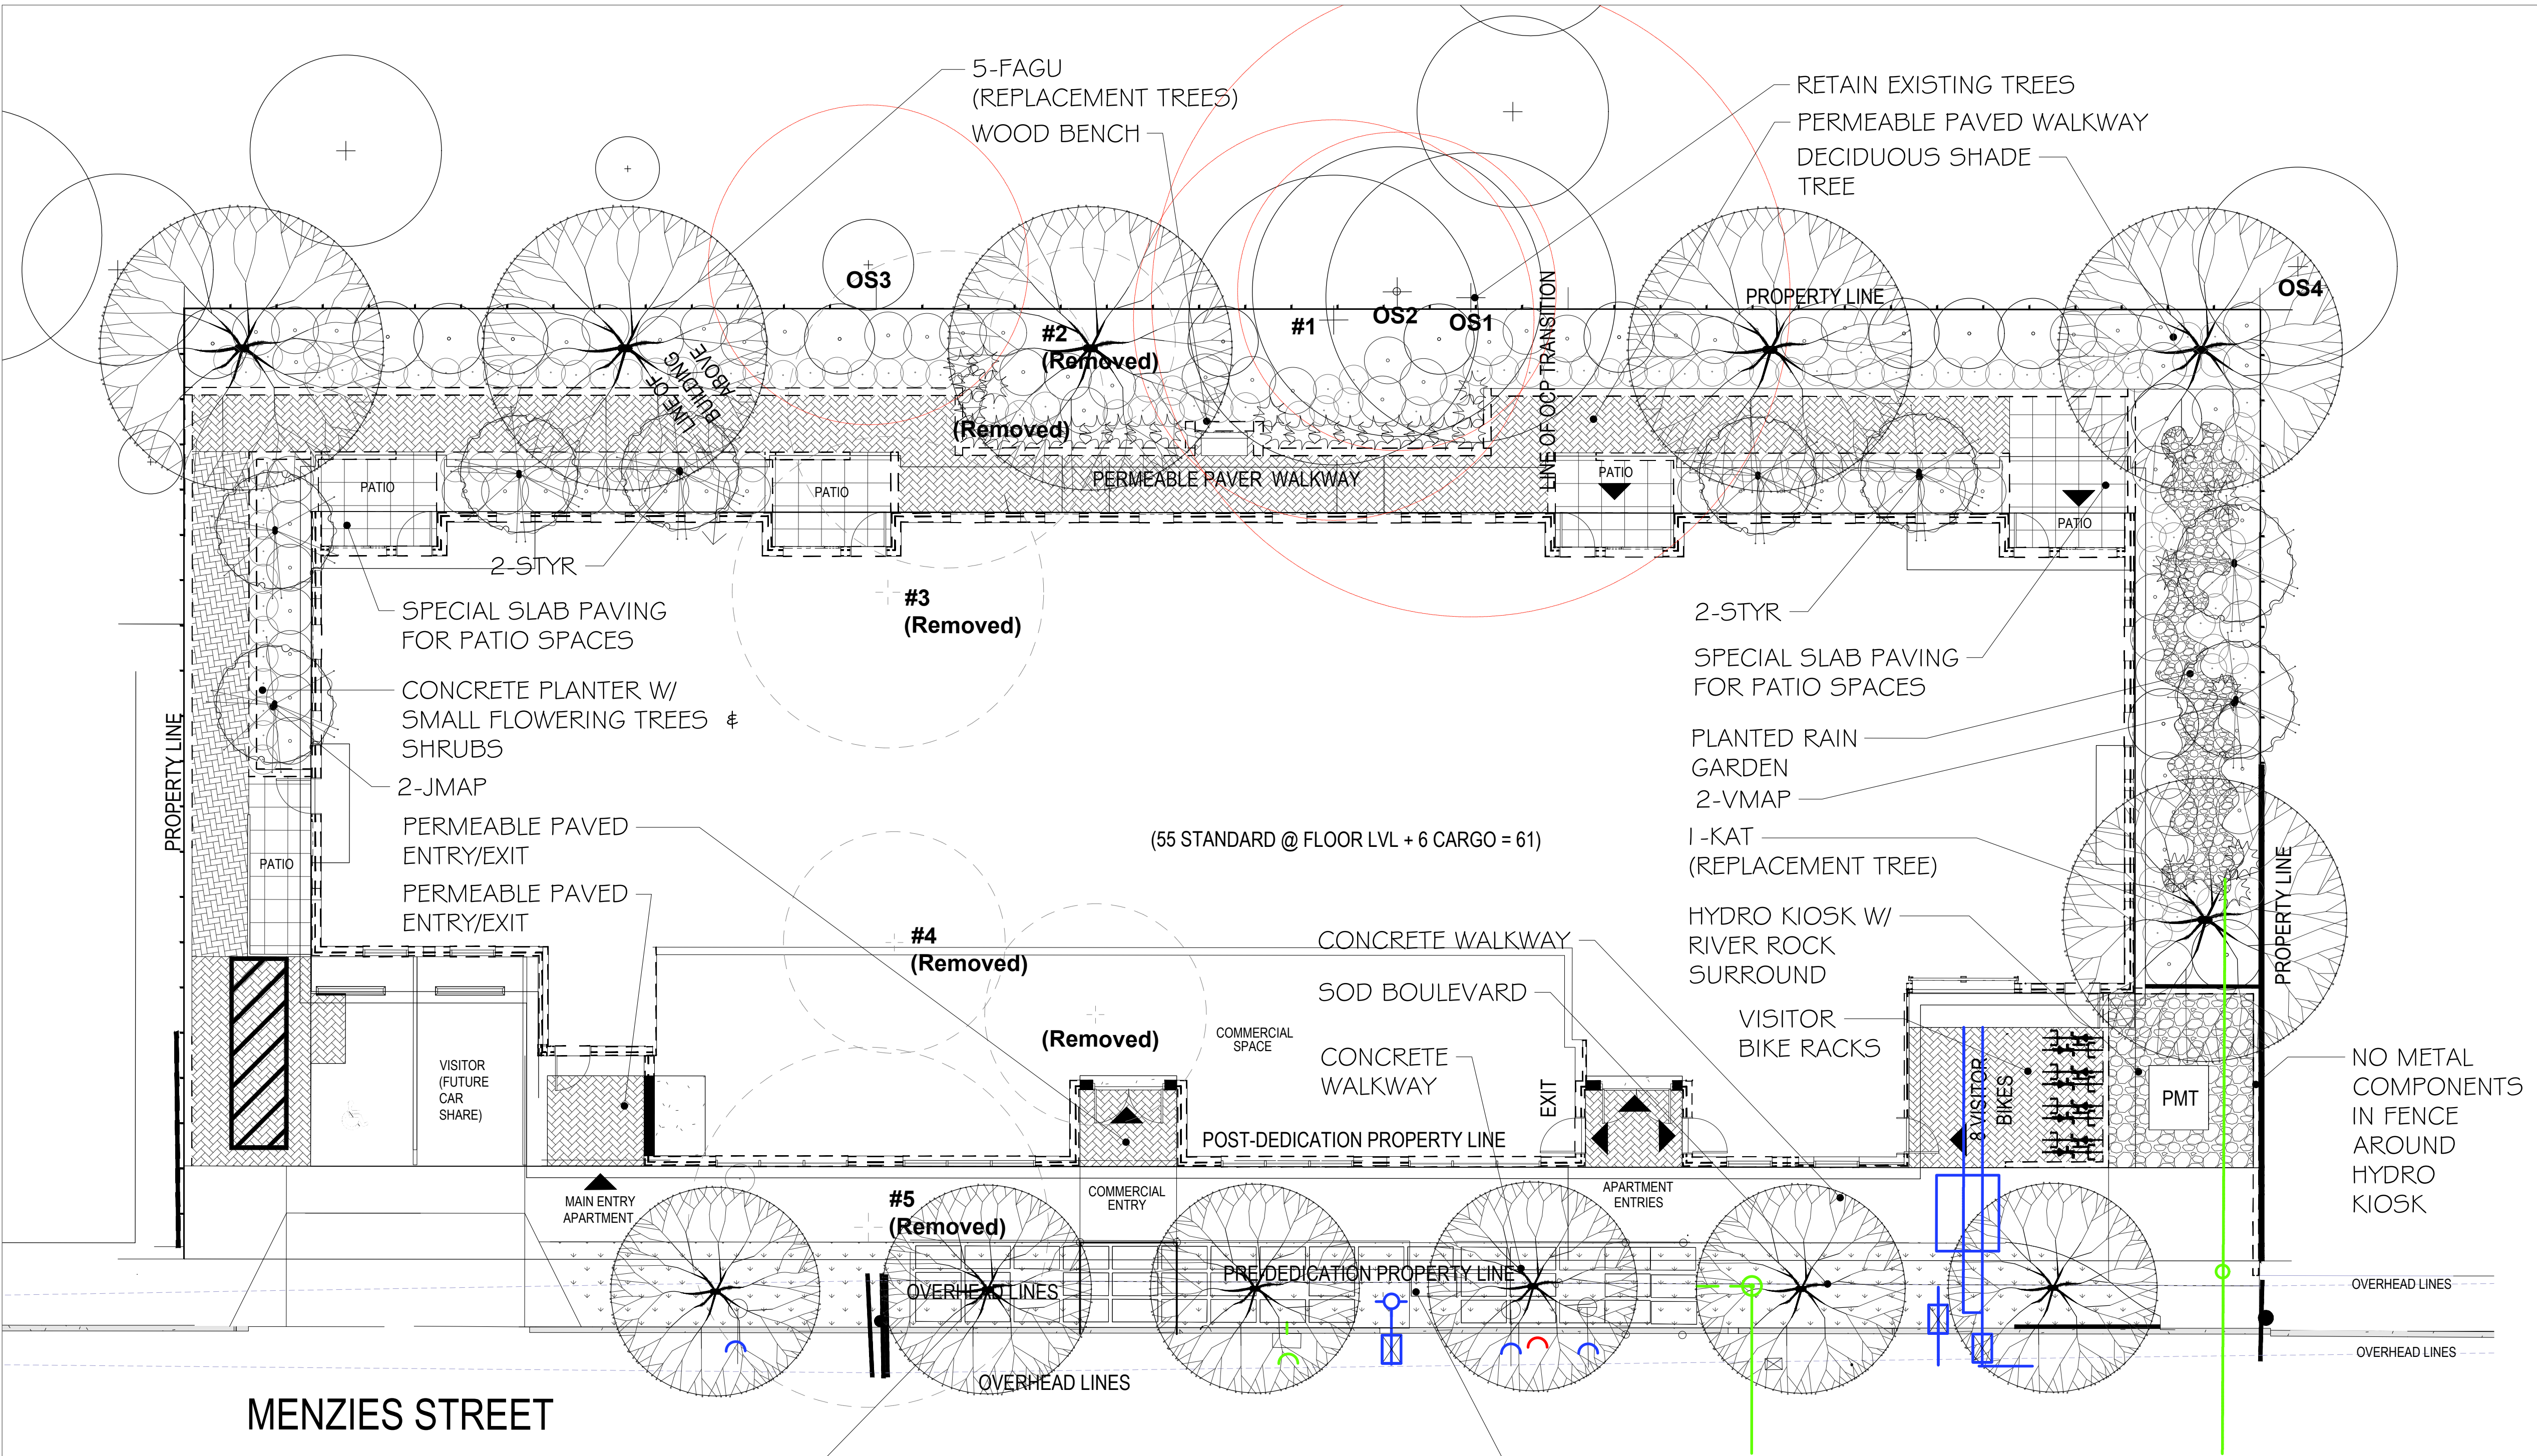 5-FAGU
(REPLACEMENT TREES)
WOOD BENCH
RETAIN EXISTING TREES
PERMEABLE PAVED WALKWAY
DECIDUOUS SHADE
TREE
OS3
#2
(Removed)
#1
OS2
OS1
LINE OF OCP TRANSITION
PROPERTY LINE
OS4
LINE OF
BUILDING
ABOVE
(Removed)
PERMEABLE PAVER WALKWAY
PATIO
PATIO
PATIO
PATIO
2-STYR
SPECIAL SLAB PAVING
FOR PATIO SPACES
#3
(Removed)
2-STYR
SPECIAL SLAB PAVING
FOR PATIO SPACES
CONCRETE PLANTER W/
SMALL FLOWERING TREES &
SHRUBS
2-JMAP
PROPERTY LINE
PLANTED RAIN
GARDEN
2-VMAP
PERMEABLE PAVED
ENTRY/EXIT
PERMEABLE PAVED
ENTRY/EXIT
PATIO
(55 STANDARD @ FLOOR LVL + 6 CARGO = 61)
1-KAT
(REPLACEMENT TREE)
HYDRO KIOSK W/
RIVER ROCK
SURROUND
PROPERTY LINE
#4
(Removed)
CONCRETE WALKWAY
SOD BOULEVARD
CONCRETE
WALKWAY
(Removed)
COMMERCIAL
SPACE
VISITOR
BIKE RACKS
VISITOR
(FUTURE
CAR
SHARE)
EXIT
8 VISITOR
BIKES
PMT
NO METAL
COMPONENTS
IN FENCE
AROUND
HYDRO
KIOSK
POST-DEDICATION PROPERTY LINE
MAIN ENTRY
APARTMENT
#5
(Removed)
COMMERCIAL
ENTRY
APARTMENT
ENTRIES
PRE-DEDICATION PROPERTY LINE
OVERHEAD LINES
OVERHEAD LINES
OVERHEAD LINES
OVERHEAD LINES
MENZIES STREET